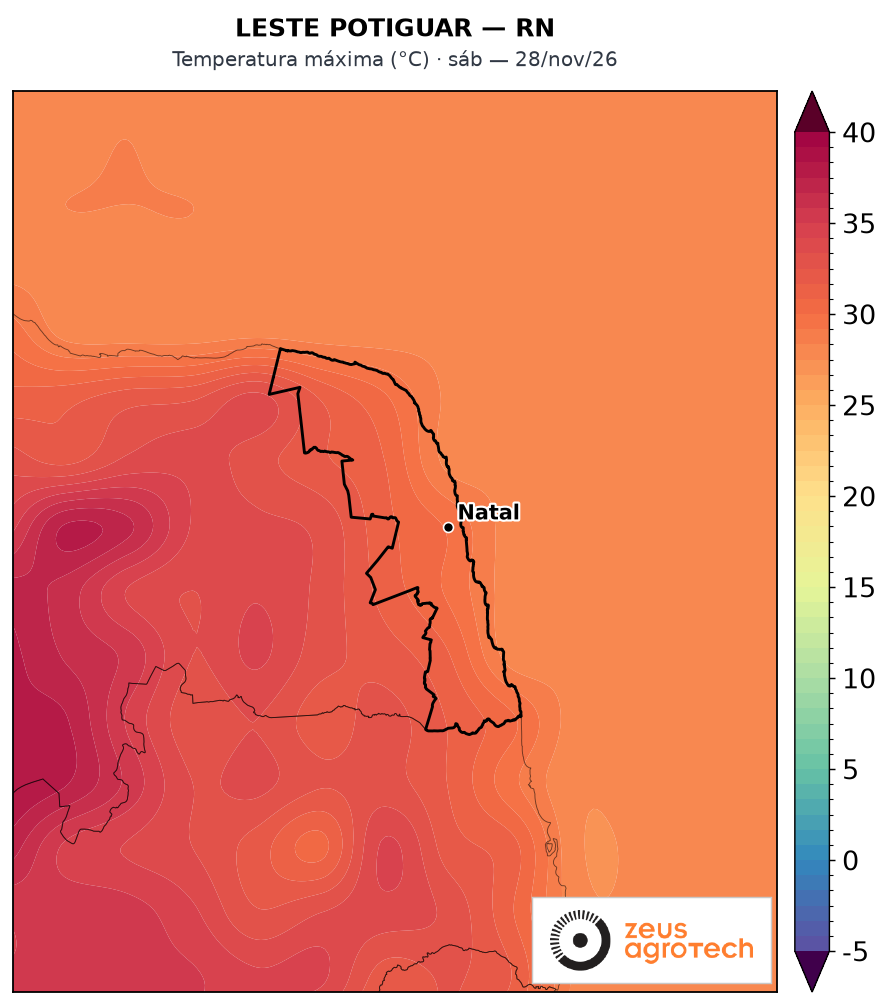 LESTE POTIGUAR — RN
Temperatura máxima (°C) · sáb — 28/nov/26
40
35
30
25
20
15
10
5
0
-5
Natal
zeus
agrotech